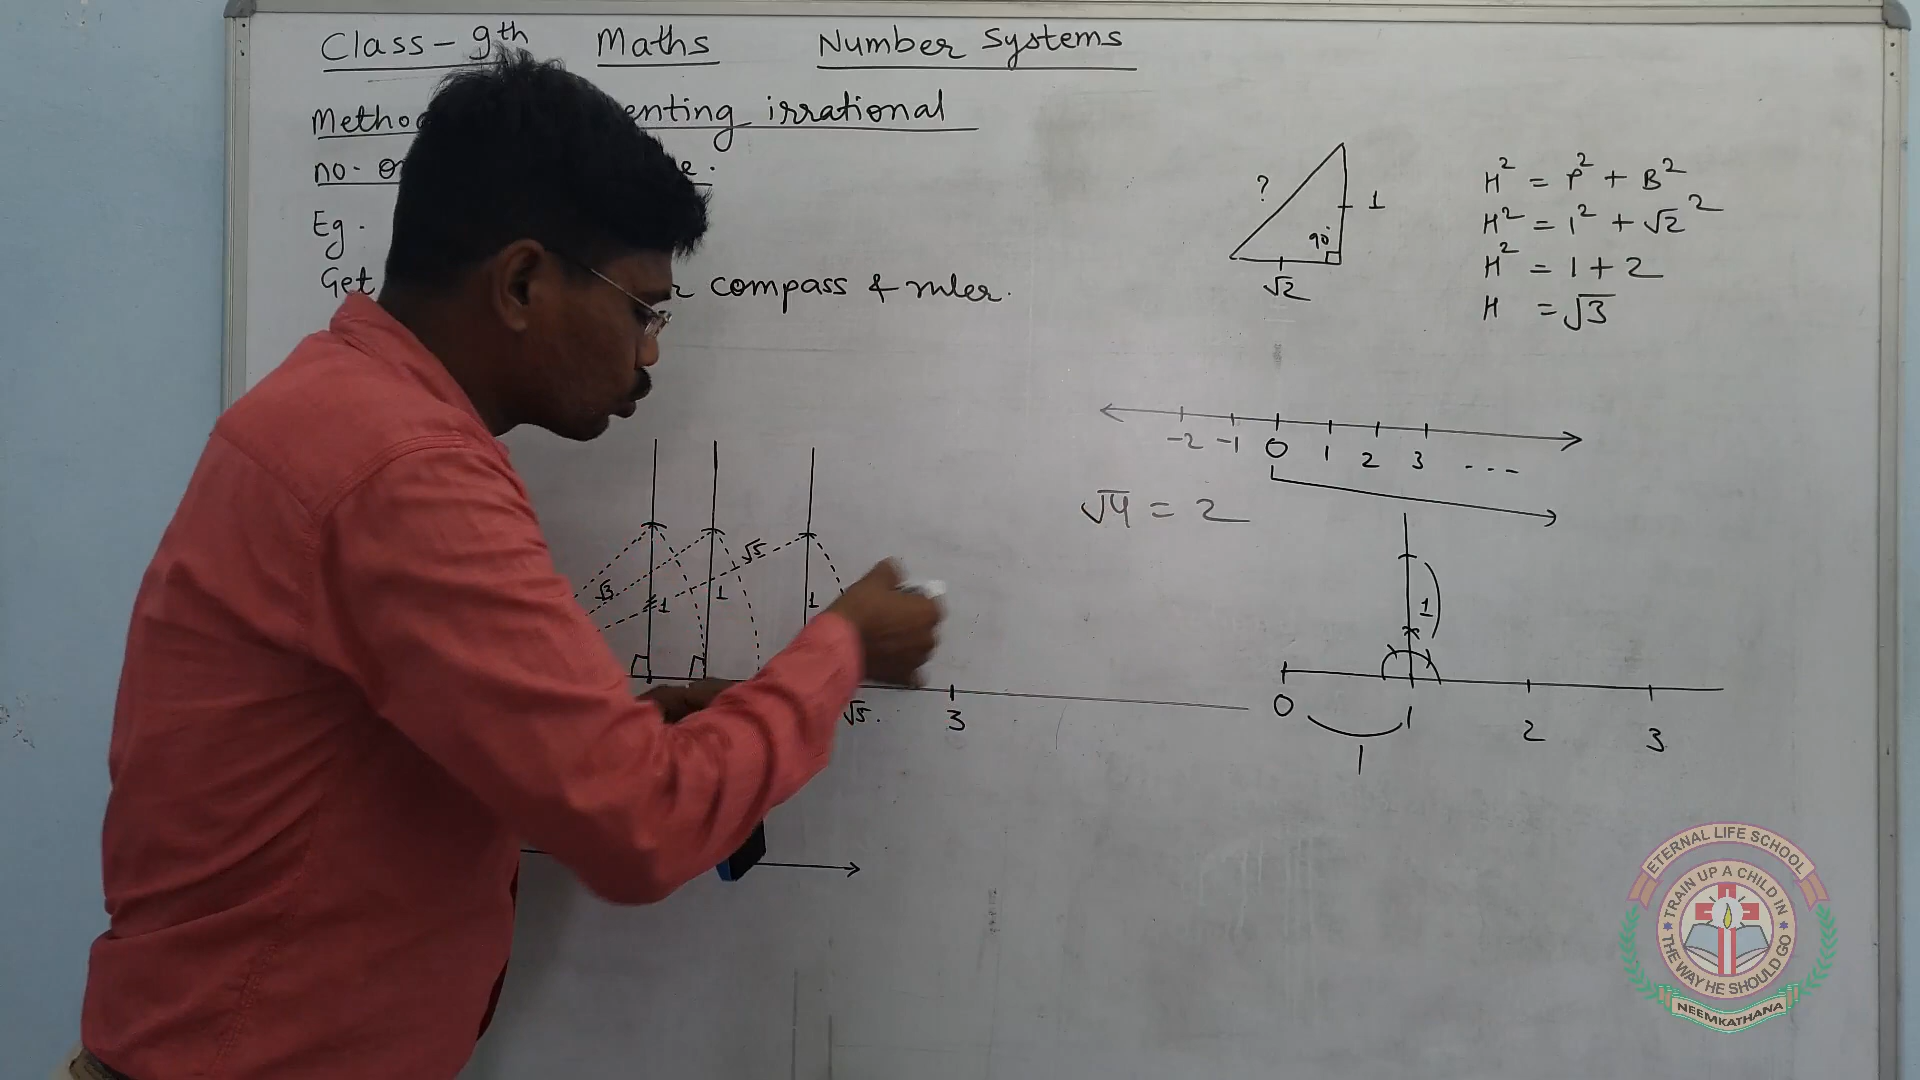 Class-9th Maths Number Systems
enting irrational
no.
Eg.
Get compass & ruler.
?
1
90°
√2
H² = P² + B²
H² = 1² + √2²
H² = 1 + 2
H = √3
-2 -1 0 1 2 3 ...
√4 = 2
√3 1 1 √5 1
√5. 3
1
0 1 2 3
1
ETERNAL LIFE SCHOOL
TRAIN UP A CHILD IN
THE WAY HE SHOULD GO
NEEMKATHANA